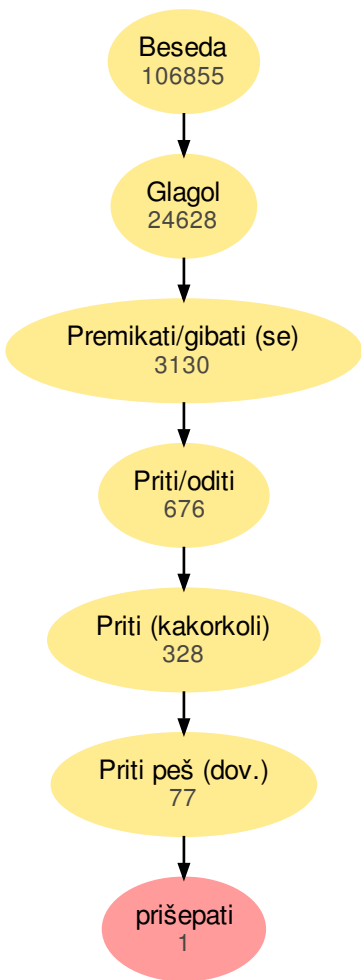 Beseda
106855
Glagol
24628
Premikati/gibati (se)
3130
Priti/oditi
676
Priti (kakorkoli)
328
Priti peš (dov.)
77
prišepati
1